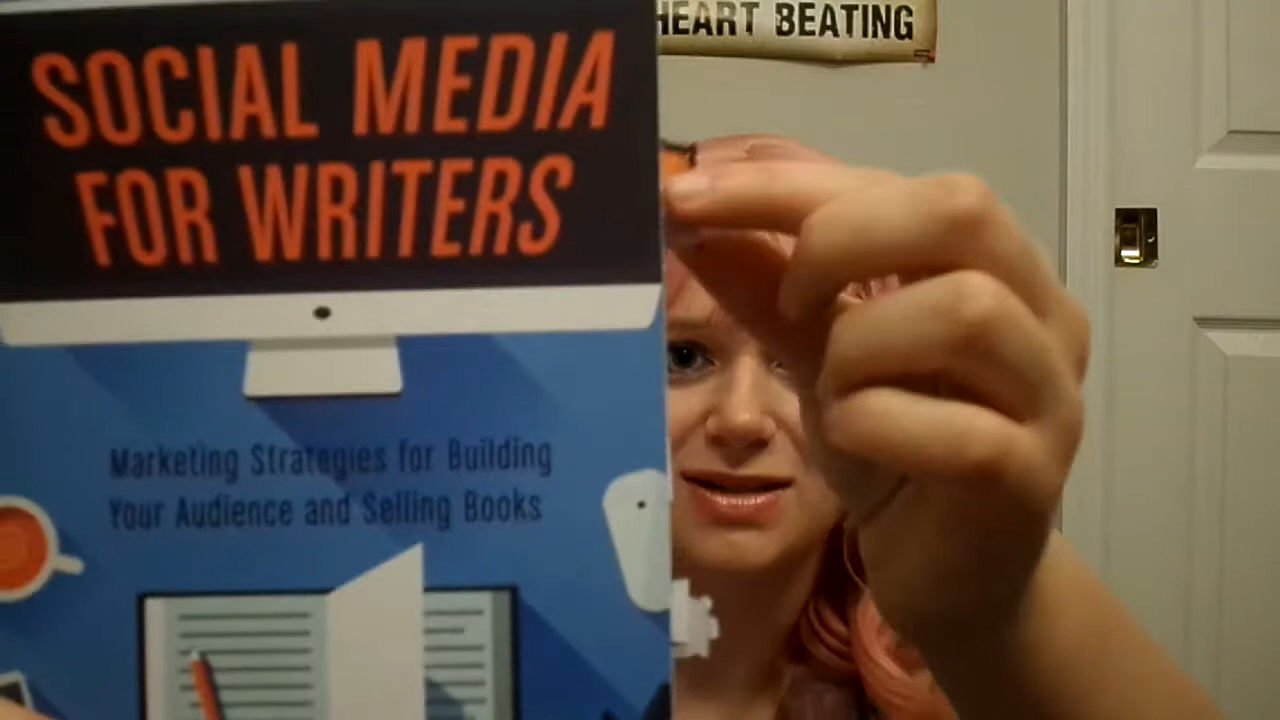 HEART BEATING
SOCIAL MEDIA
FOR WRITERS
Marketing Strategies for Building
Your Audience and Selling Books